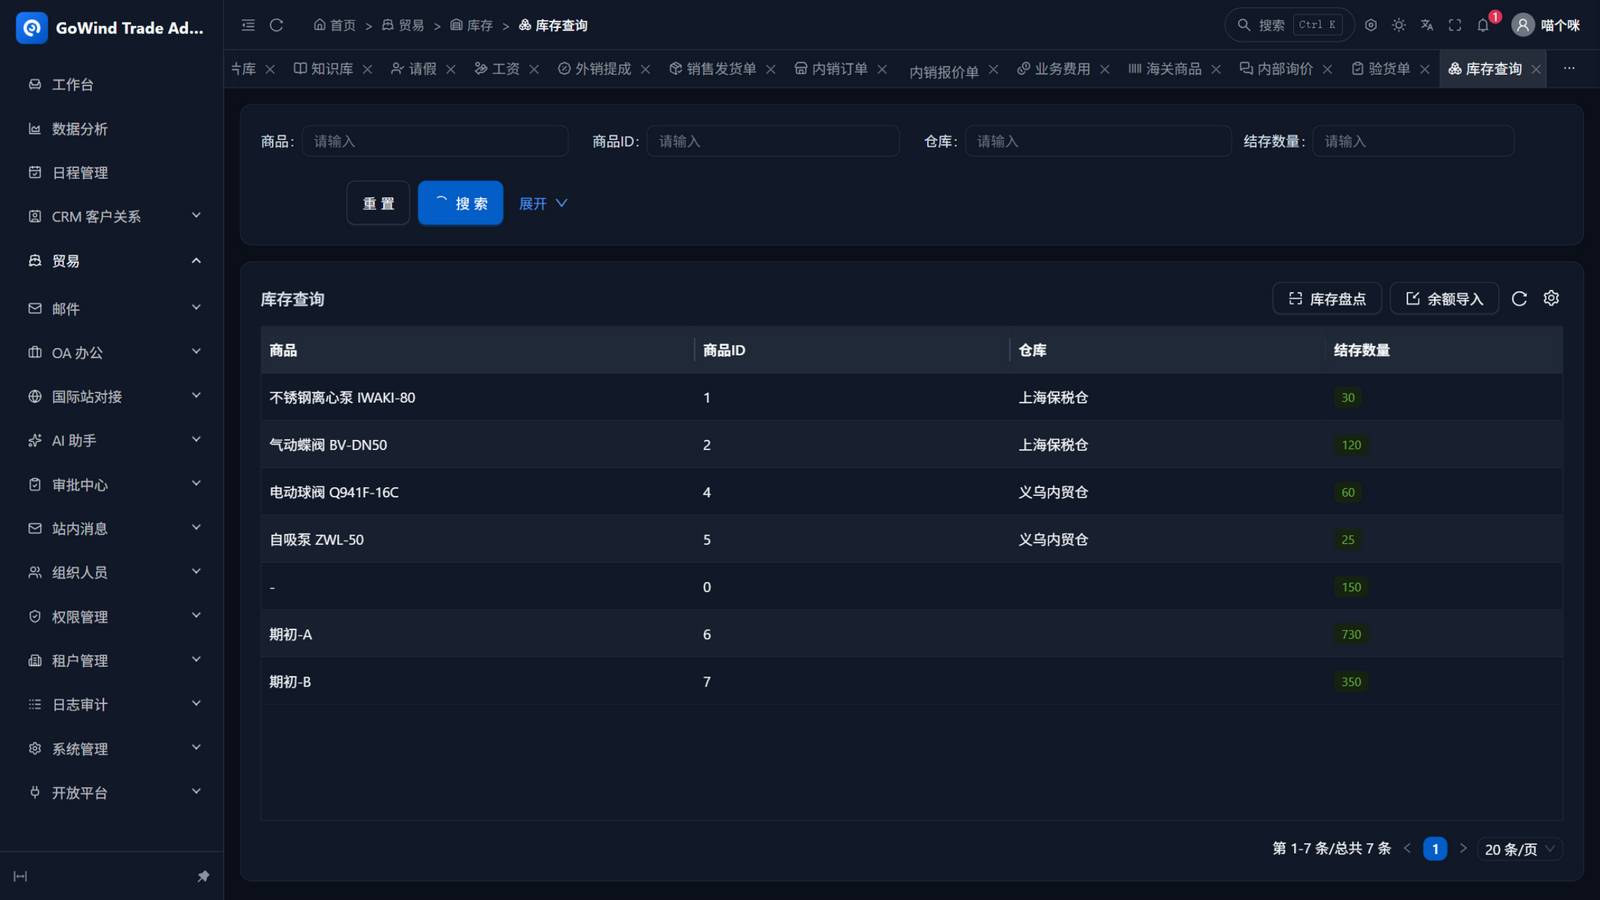 GoWind Trade Ad...
首页 > 贸易 > 库存 > 库存查询
搜索 Ctrl K
1
喵个咪
知识库 请假 工资 外销提成 销售发货单 内销订单 内销报价单 业务费用 海关商品 内部询价 验货单 库存查询 ···
工作台
数据分析
日程管理
CRM 客户关系
贸易
邮件
OA 办公
国际站对接
AI 助手
审批中心
站内消息
组织人员
权限管理
租户管理
日志审计
系统管理
开放平台
商品: 请输入 商品ID: 请输入 仓库: 请输入 结存数量: 请输入
重 置 搜 索 展开
库存查询 库存盘点 余额导入
商品 商品ID 仓库 结存数量
不锈钢离心泵 IWAKI-80 1 上海保税仓 30
气动蝶阀 BV-DN50 2 上海保税仓 120
电动球阀 Q941F-16C 4 义乌内贸仓 60
自吸泵 ZWL-50 5 义乌内贸仓 25
- 0 150
期初-A 6 730
期初-B 7 350
第 1-7 条/总共 7 条 < 1 > 20 条/页